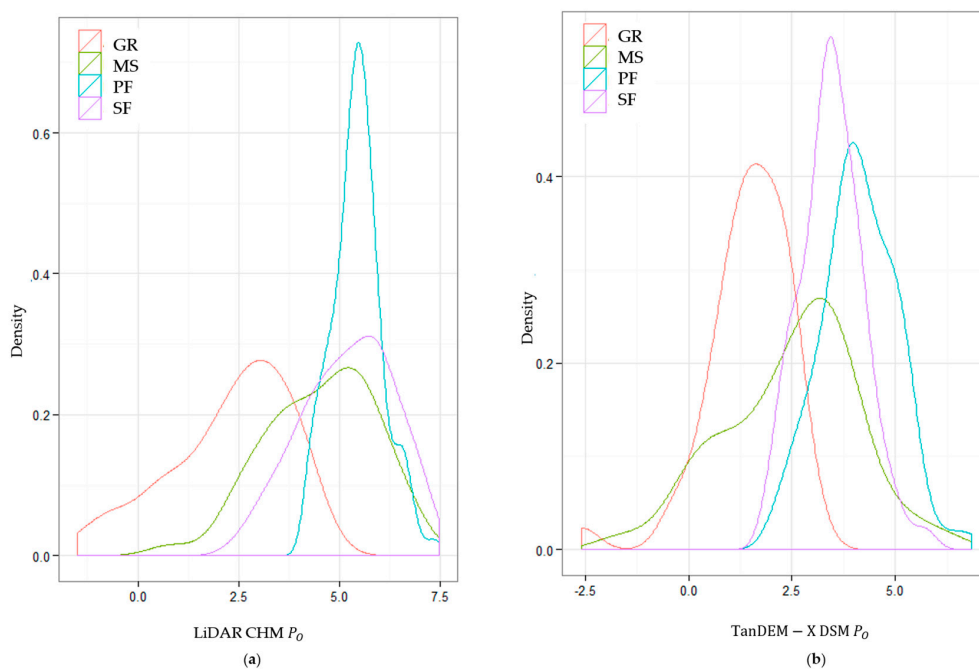 GR
MS
PF
SF
0.6
0.4
0.2
0.0
Density
0.0
2.5
5.0
7.5
LiDAR CHM P_O
(a)
GR
MS
PF
SF
0.4
0.2
0.0
Density
-2.5
0.0
2.5
5.0
TanDEM – X DSM P_O
(b)